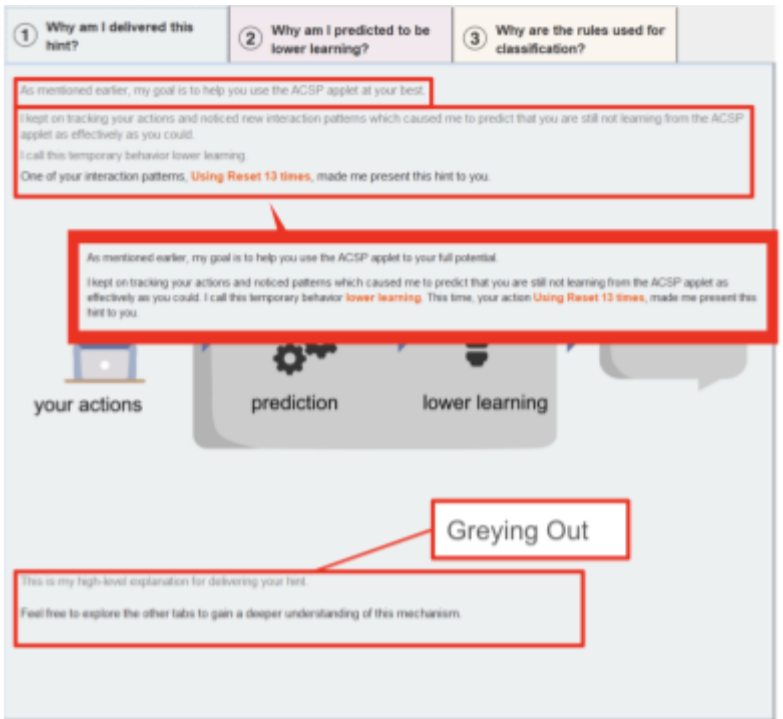 1 Why am I delivered this
hint?
2 Why am I predicted to be
lower learning?
3 Why are the rules used for
classification?
As mentioned earlier, my goal is to help you use the ACSP applet at your best.
I kept on tracking your actions and noticed new interaction patterns which caused me to predict that you are still not learning from the ACSP
applet as effectively as you could.
I call this temporary behavior lower learning.
One of your interaction patterns, Using Reset 13 times, made me present this hint to you.
As mentioned earlier, my goal is to help you use the ACSP applet to your full potential.
I kept on tracking your actions and noticed patterns which caused me to predict that you are still not learning from the ACSP applet as
effectively as you could. I call this temporary behavior lower learning. This time, your action Using Reset 13 times, made me present this
hint to you.
your actions
prediction
lower learning
Greying Out
This is my high-level explanation for delivering your hint.
Feel free to explore the other tabs to gain a deeper understanding of this mechanism.